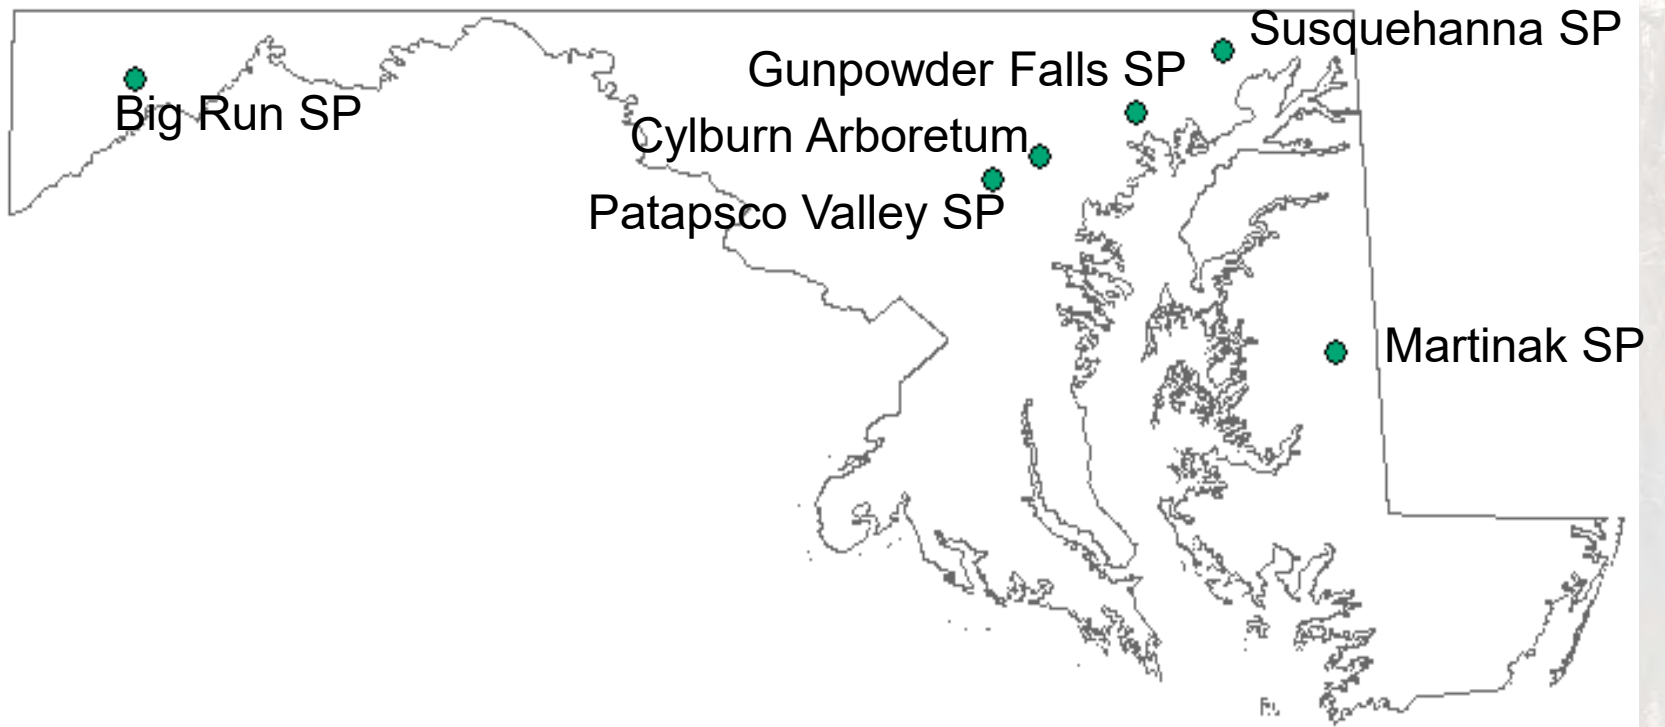 Susquehanna SP
Gunpowder Falls SP
Big Run SP
Cylburn Arboretum
Patapsco Valley SP
Martinak SP